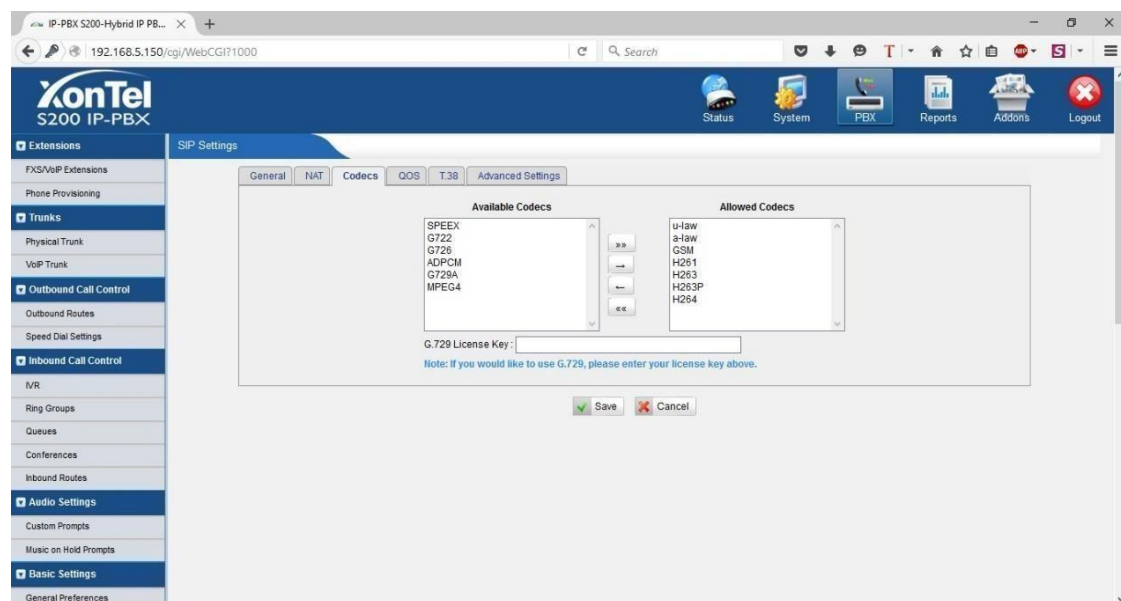 IP-PBX S200-Hybrid IP PB...
192.168.5.150/cgi/WebCGI?1000
Search
ABP
XonTel
S200 IP-PBX
Status
System
PBX
Reports
Addons
Logout
Extensions
FXS/VoIP Extensions
Phone Provisioning
Trunks
Physical Trunk
VoIP Trunk
Outbound Call Control
Outbound Routes
Speed Dial Settings
Inbound Call Control
IVR
Ring Groups
Queues
Conferences
Inbound Routes
Audio Settings
Custom Prompts
Music on Hold Prompts
Basic Settings
General Preferences
SIP Settings
General
NAT
Codecs
QOS
T.38
Advanced Settings
Available Codecs
SPEEX
G722
G726
ADPCM
G729A
MPEG4
Allowed Codecs
u-law
a-law
GSM
H261
H263
H263P
H264
G.729 License Key :
Note: If you would like to use G.729, please enter your license key above.
Save
Cancel